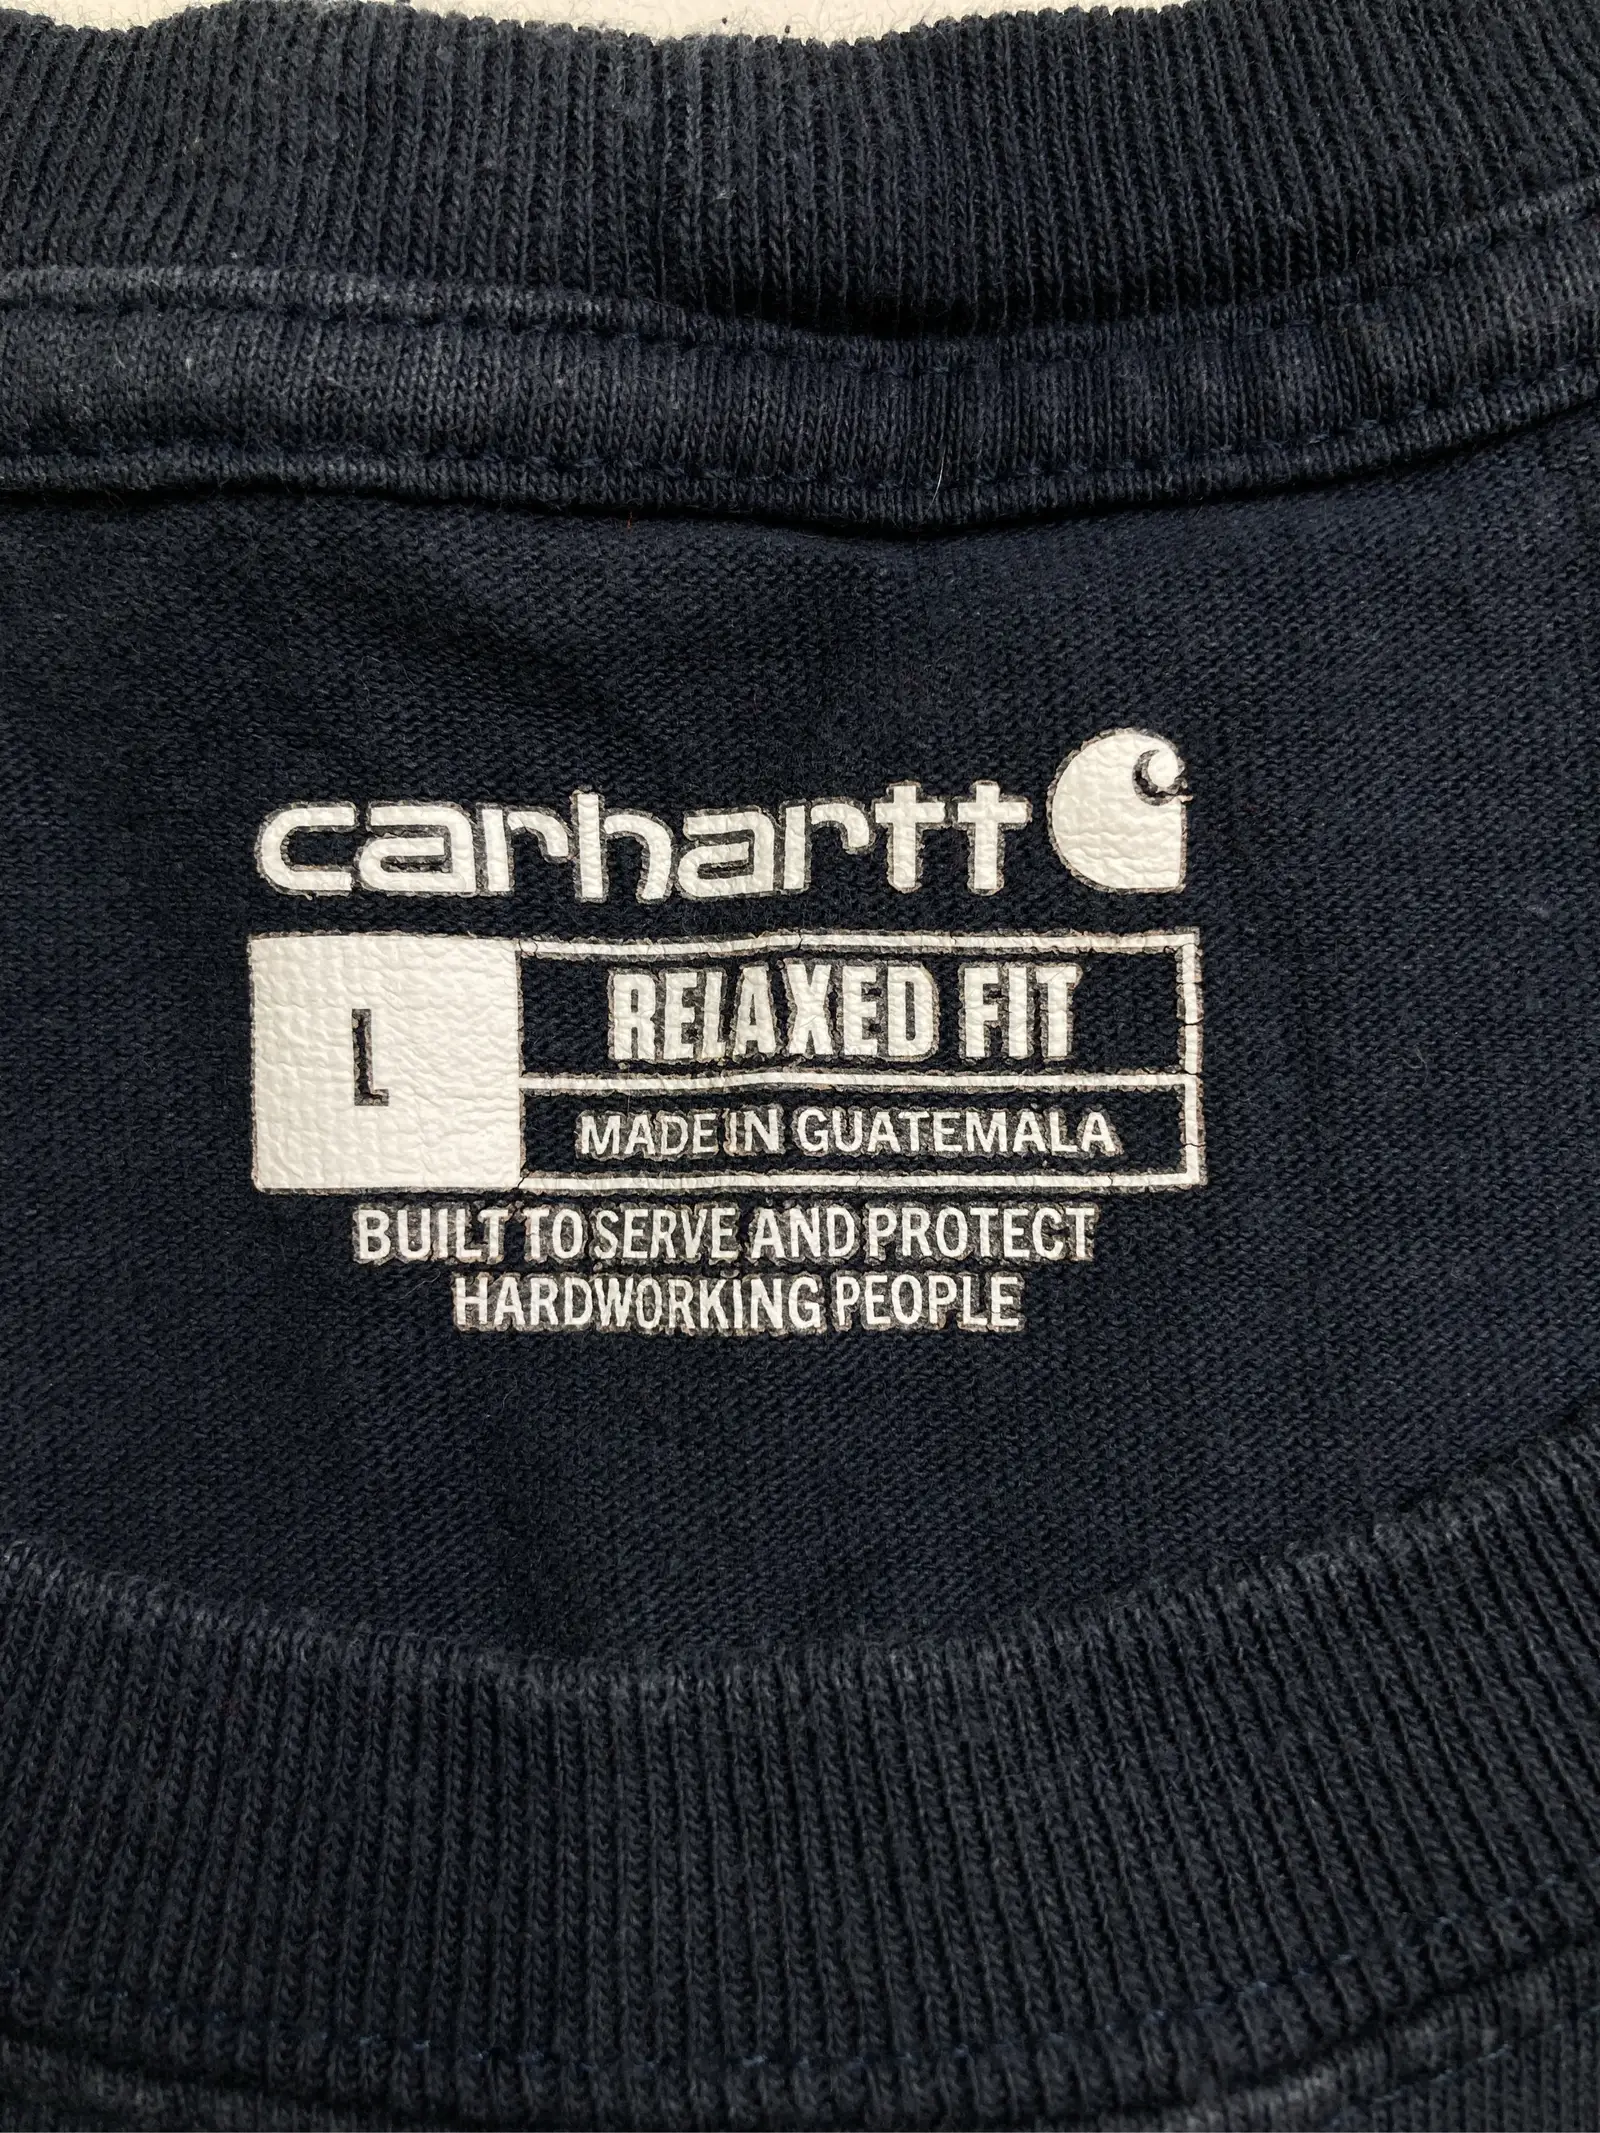 carhartt
L
RELAXED FIT
MADE IN GUATEMALA
BUILT TO SERVE AND PROTECT
HARDWORKING PEOPLE